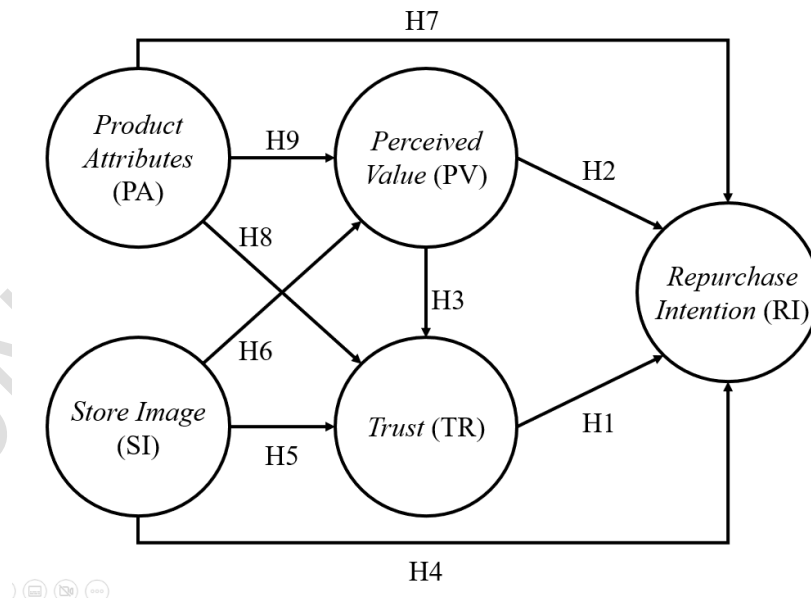 H7
Product
Attributes
(PA)
H9
Perceived
Value (PV)
H2
H8
Repurchase
Intention (RI)
H3
H6
Store Image
(SI)
H5
Trust (TR)
H1
H4